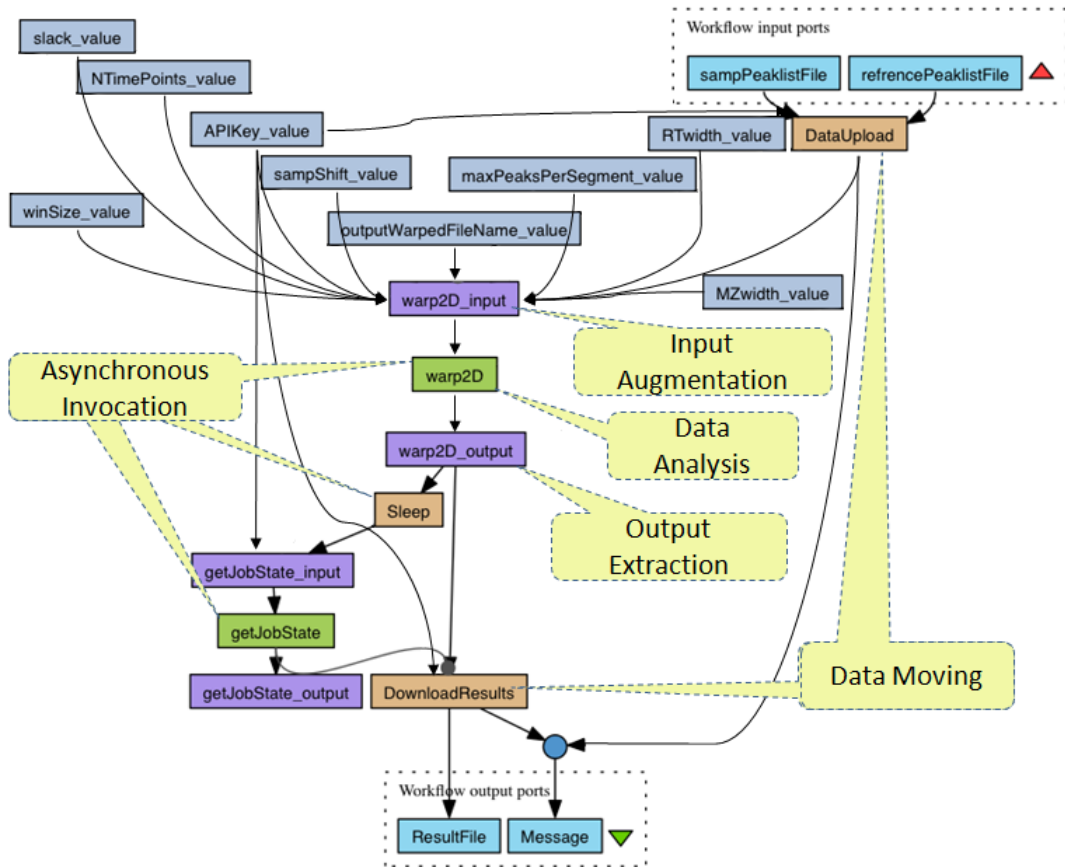 slack_value
Workflow input ports
NTimePoints_value
sampPeaklistFile
refrencePeaklistFile
APIKey_value
RTwidth_value
DataUpload
sampShift_value
maxPeaksPerSegment_value
winSize_value
outputWarpedFileName_value
warp2D_input
MZwidth_value
Input
Augmentation
Asynchronous
Invocation
warp2D
Data
Analysis
warp2D_output
Sleep
Output
Extraction
getJobState_input
getJobState
getJobState_output
DownloadResults
Data Moving
Workflow output ports
ResultFile
Message